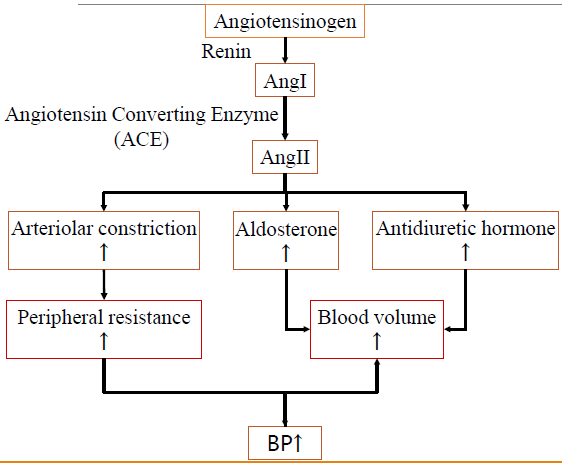 Angiotensinogen
Renin
AngI
Angiotensin Converting Enzyme
(ACE)
AngII
Arteriolar constriction
↑
Aldosterone
↑
Antidiuretic hormone
↑
Peripheral resistance
↑
Blood volume
↑
BP↑